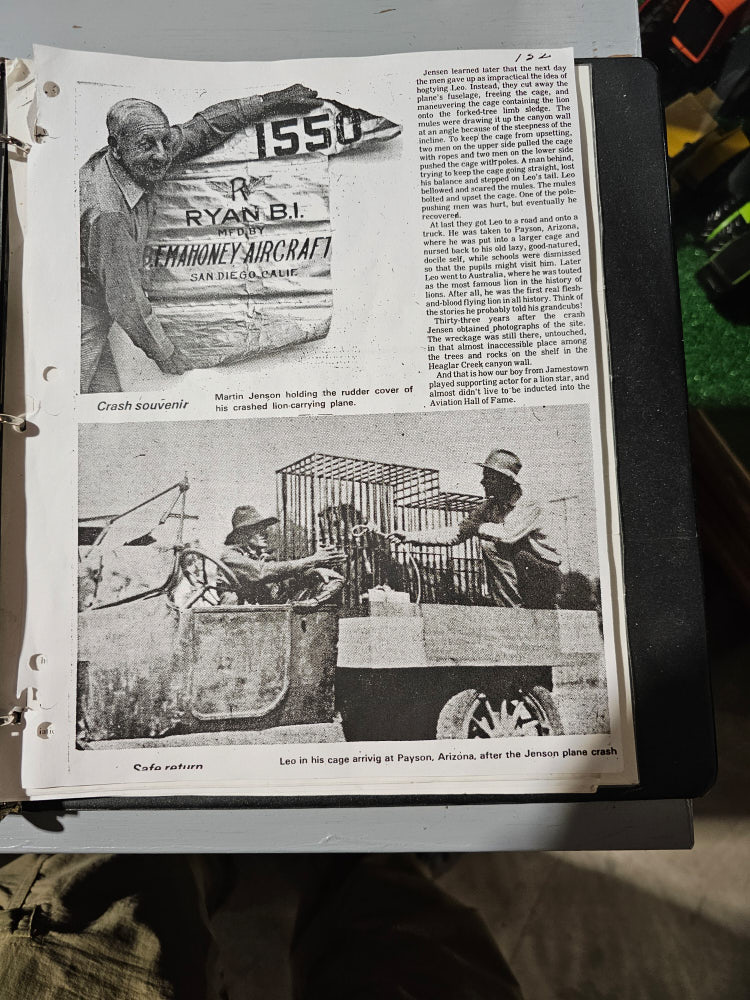 152
1550
R
RYAN B.I.
MFD BY
B.F. MAHONEY AIRCRAFT
SAN DIEGO CALIF
Crash souvenir
Martin Jenson holding the rudder cover of
his crashed lion-carrying plane.
Jensen learned later that the next day
the men gave up as impractical the idea of
hogtying Leo. Instead, they cut away the
plane's fuselage, freeing the cage, and
maneuvering the cage containing the lion
onto the forked-tree limb sledge. The
mules were drawing it up the canyon wall
at an angle because of the steepness of the
incline. To keep the cage from upsetting,
two men on the upper side pulled the cage
with ropes and two men on the lower side
pushed the cage with poles. A man behind,
trying to keep the cage going straight, lost
his balance and stepped on Leo's tail. Leo
bellowed and scared the mules. The mules
bolted and upset the cage. One of the pole-
pushing men was hurt, but eventually he
recovered.
At last they got Leo to a road and onto a
truck. He was taken to Payson, Arizona,
where he was put into a larger cage and
nursed back to his old lazy, good-natured,
docile self, while schools were dismissed
so that the pupils might visit him. Later
Leo went to Australia, where he was touted
as the most famous lion in the history of
lions. After all, he was the first real flesh-
and-blood flying lion in all history. Think of
the stories he probably told his grandcubs!
Thirty-three years after the crash
Jensen obtained photographs of the site.
The wreckage was still there, untouched,
in that almost inaccessible place among
the trees and rocks on the shelf in the
Heaglar Creek canyon wall.
And that is how our boy from Jamestown
played supporting actor for a lion star, and
almost didn't live to be inducted into the
Aviation Hall of Fame.
Safe return
Leo in his cage arrivig at Payson, Arizona, after the Jenson plane crash